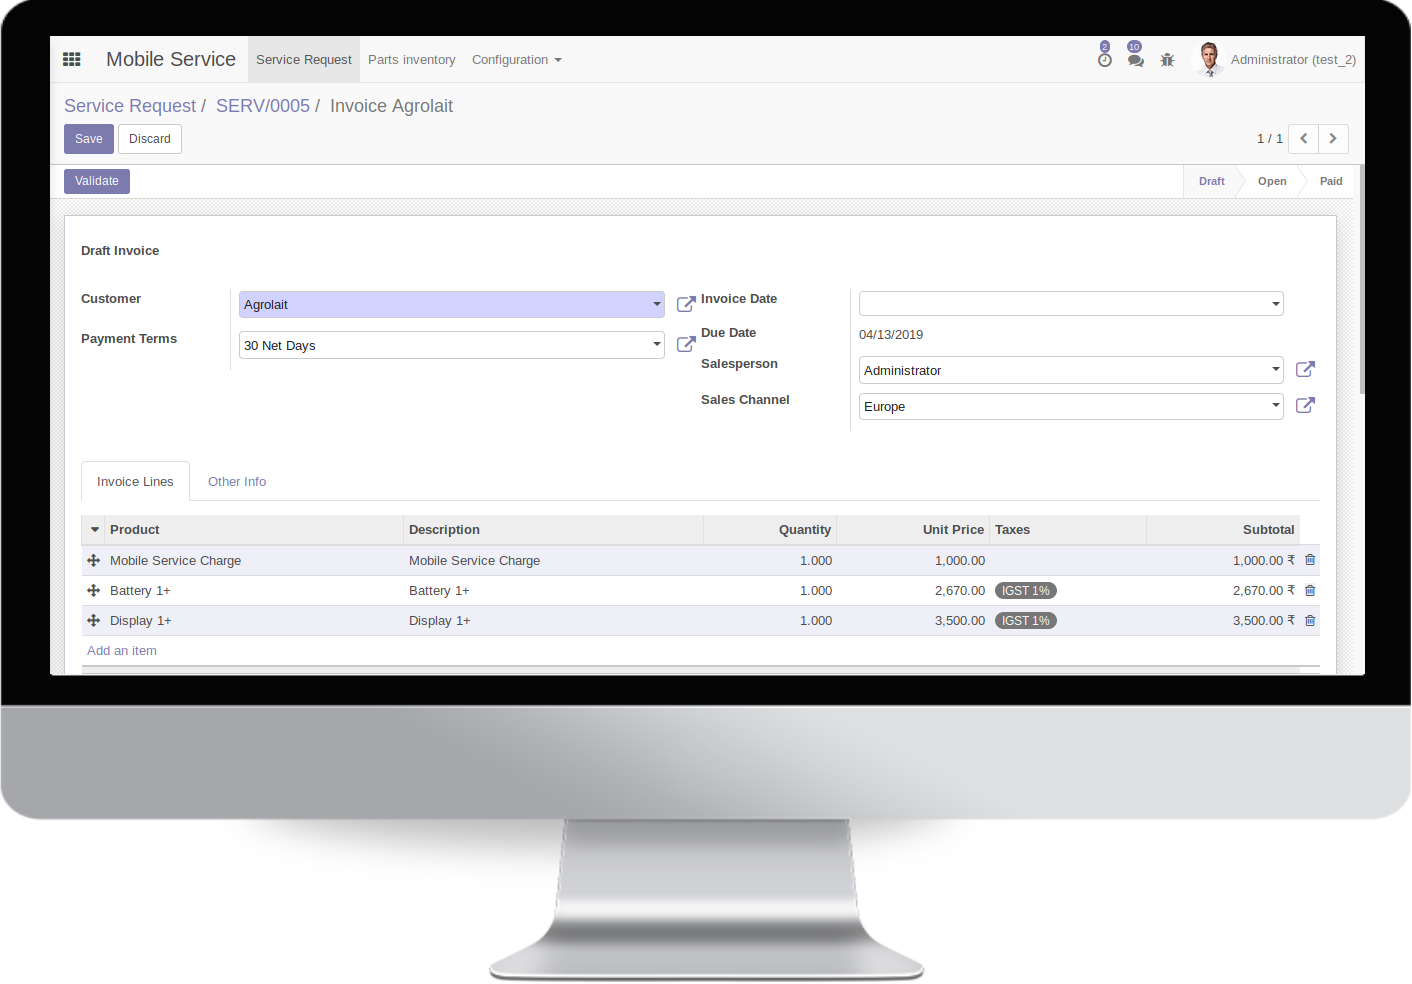 Mobile Service Service Request Parts inventory Configuration 2 10 Administrator (test_2)
Service Request / SERV/0005 / Invoice Agrolait
Save Discard 1 / 1
Validate Draft Open Paid
Draft Invoice
Customer Agrolait Invoice Date
Payment Terms 30 Net Days Due Date 04/13/2019
Salesperson Administrator
Sales Channel Europe
Invoice Lines Other Info
Product Description Quantity Unit Price Taxes Subtotal
Mobile Service Charge Mobile Service Charge 1.000 1,000.00 1,000.00 ₹
Battery 1+ Battery 1+ 1.000 2,670.00 IGST 1% 2,670.00 ₹
Display 1+ Display 1+ 1.000 3,500.00 IGST 1% 3,500.00 ₹
Add an item